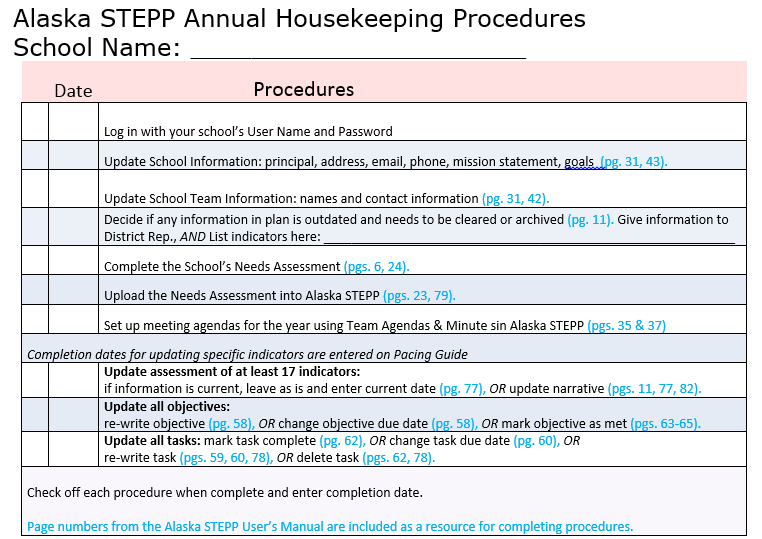 Alaska STEPP Annual Housekeeping Procedures
School Name: ___________________________
Date Procedures
Log in with your school's User Name and Password
Update School Information: principal, address, email, phone, mission statement, goals (pg. 31, 43).
Update School Team Information: names and contact information (pg. 31, 42).
Decide if any information in plan is outdated and needs to be cleared or archived (pg. 11). Give information to
District Rep., AND List indicators here: ___________________________
Complete the School's Needs Assessment (pgs. 6, 24).
Upload the Needs Assessment into Alaska STEPP (pgs. 23, 79).
Set up meeting agendas for the year using Team Agendas & Minute sin Alaska STEPP (pgs. 35 & 37)
Completion dates for updating specific indicators are entered on Pacing Guide
Update assessment of at least 17 indicators:
if information is current, leave as is and enter current date (pg. 77), OR update narrative (pgs. 11, 77, 82).
Update all objectives:
re-write objective (pg. 58), OR change objective due date (pg. 58), OR mark objective as met (pgs. 63-65).
Update all tasks: mark task complete (pg. 62), OR change task due date (pg. 60), OR
re-write task (pgs. 59, 60, 78), OR delete task (pgs. 62, 78).
Check off each procedure when complete and enter completion date.
Page numbers from the Alaska STEPP User's Manual are included as a resource for completing procedures.